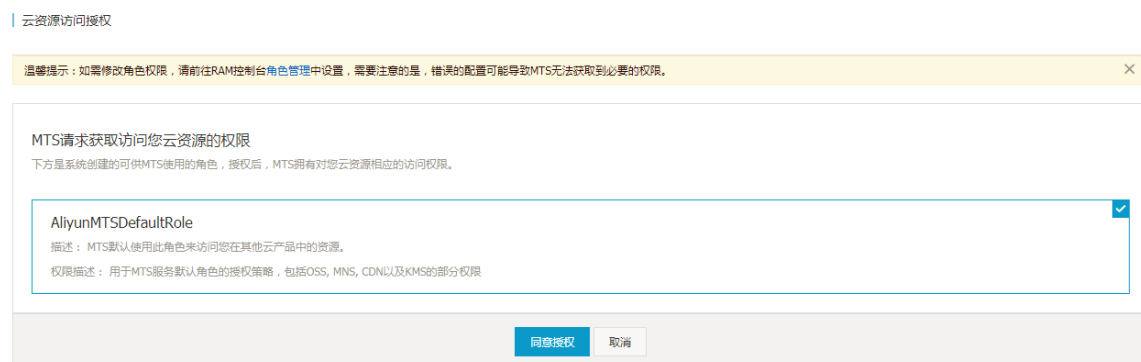 云资源访问授权
温馨提示：如需修改角色权限，请前往RAM控制台角色管理中设置，需要注意的是，错误的配置可能导致MTS无法获取到必要的权限。
MTS请求获取访问您云资源的权限
下方是系统创建的可供MTS使用的角色，授权后，MTS拥有对您云资源相应的访问权限。
AliyunMTSDefaultRole
描述： MTS默认使用此角色来访问您在其他云产品中的资源。
权限描述： 用于MTS服务默认角色的授权策略，包括OSS, MNS, CDN以及KMS的部分权限
同意授权 取消